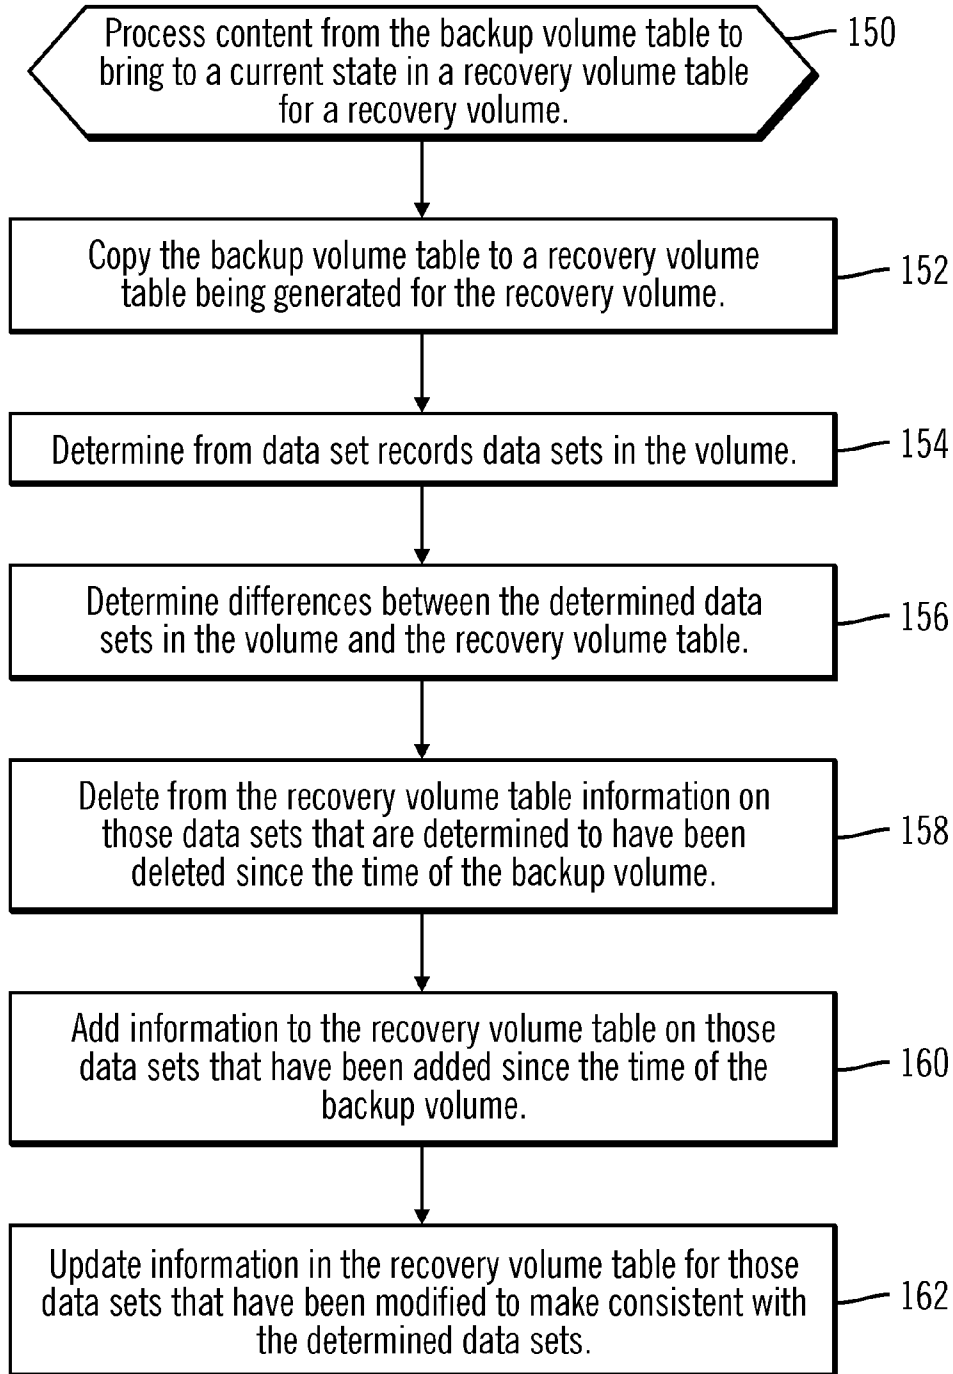 Process content from the backup volume table to
bring to a current state in a recovery volume table
for a recovery volume.
150
Copy the backup volume table to a recovery volume
table being generated for the recovery volume.
152
Determine from data set records data sets in the volume.
154
Determine differences between the determined data
sets in the volume and the recovery volume table.
156
Delete from the recovery volume table information on
those data sets that are determined to have been
deleted since the time of the backup volume.
158
Add information to the recovery volume table on those
data sets that have been added since the time of the
backup volume.
160
Update information in the recovery volume table for those
data sets that have been modified to make consistent with
the determined data sets.
162